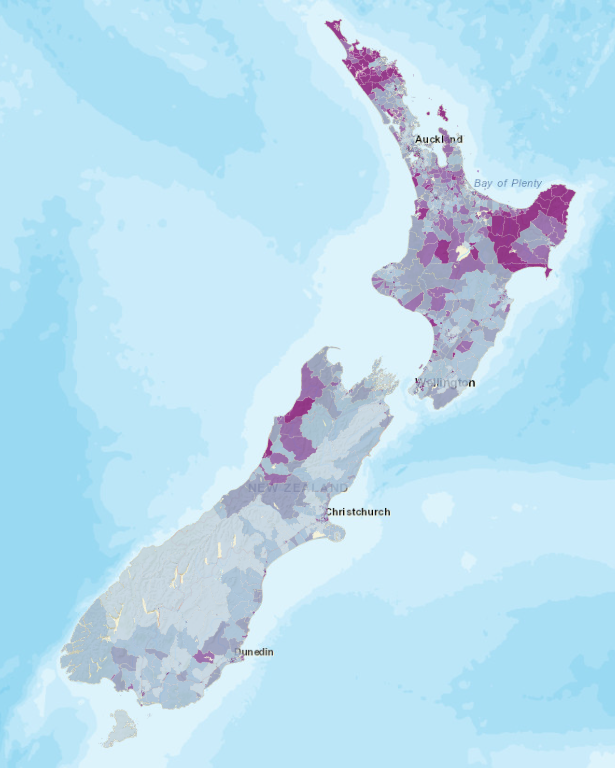 Auckland
Bay of Plenty
Wellington
NEW ZEALAND
Christchurch
Dunedin